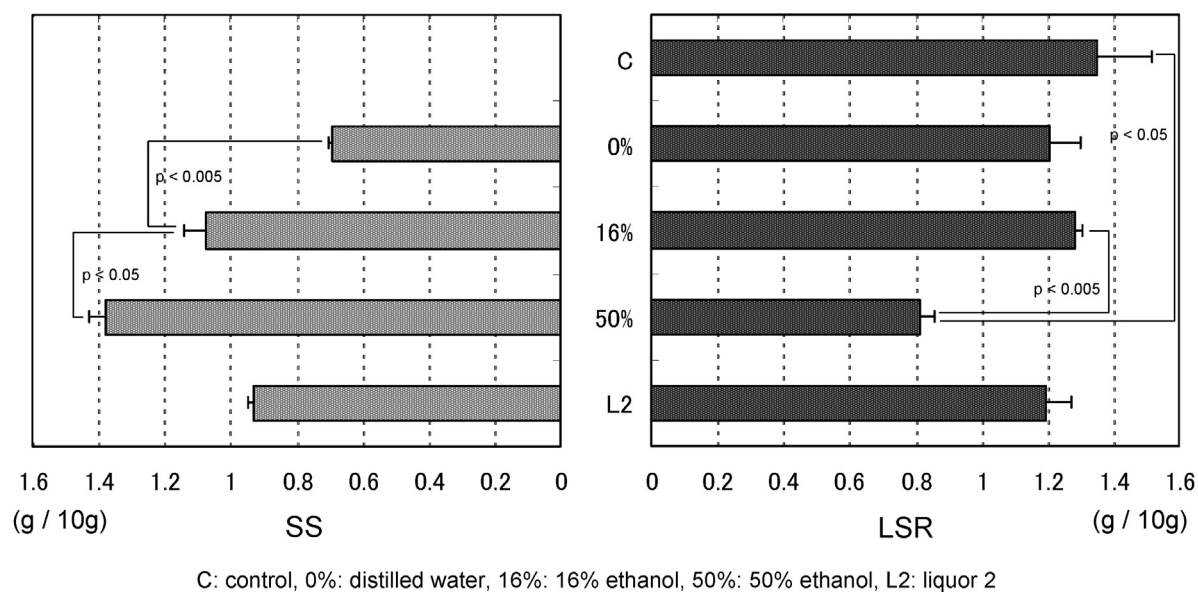 C
0%
p < 0.05
p < 0.005
16%
p < 0.05
p < 0.005
50%
L2
1.6 1.4 1.2 1 0.8 0.6 0.4 0.2 0
0 0.2 0.4 0.6 0.8 1 1.2 1.4 1.6
(g / 10g) SS LSR (g / 10g)
C: control, 0%: distilled water, 16%: 16% ethanol, 50%: 50% ethanol, L2: liquor 2